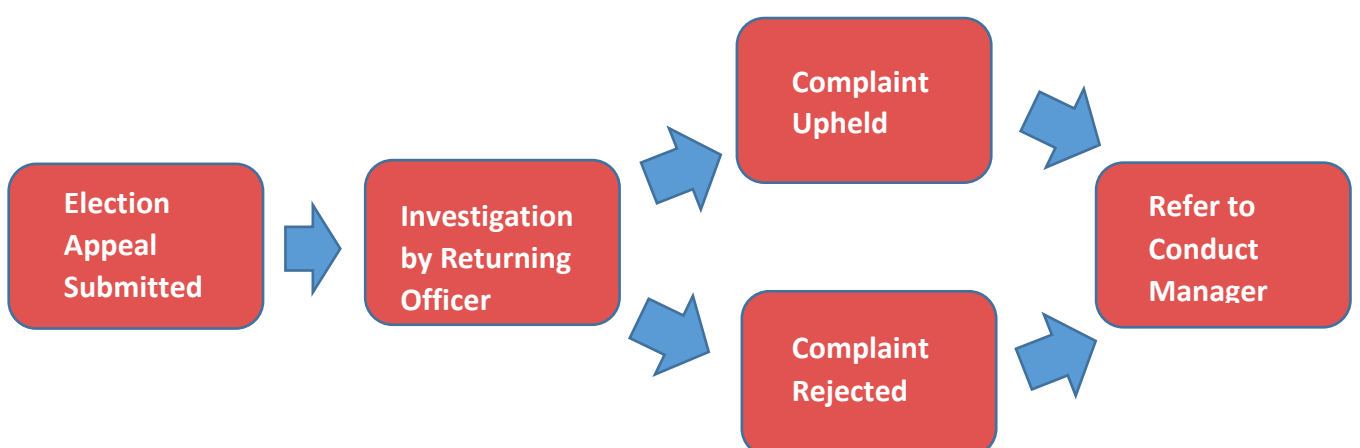 Election
Appeal
Submitted
Investigation
by Returning
Officer
Complaint
Upheld
Complaint
Rejected
Refer to
Conduct
Manager